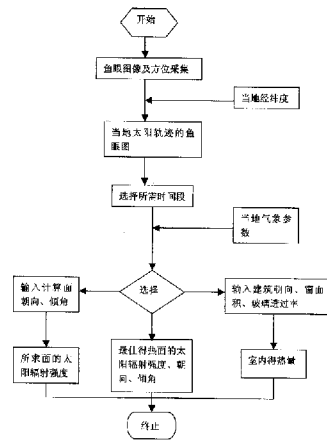 开始
鱼眼图像及方位采集
当地经纬度
当地太阳轨迹的鱼
眼图
选择所需时间段
当地气象参
数
输入计算面
朝向、倾角
选择
输入建筑朝向、窗面
积、玻璃透过率
所求面的太
阳辐射强度
最佳得热面的太
阳辐射强度、朝
向、倾角
室内得热量
终止